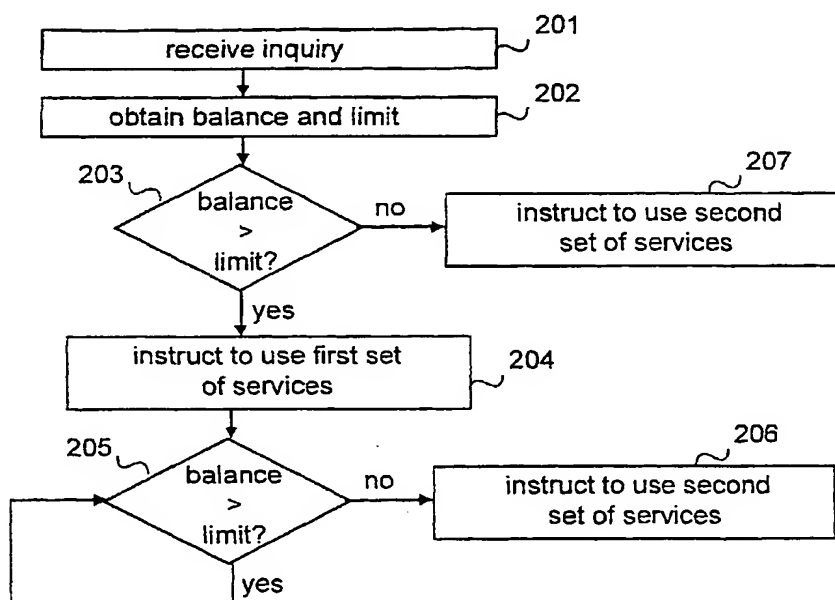 201
receive inquiry
202
obtain balance and limit
203
balance
>
limit?
no
207
instruct to use second
set of services
yes
instruct to use first set
of services
204
205
balance
>
limit?
no
206
instruct to use second
set of services
yes